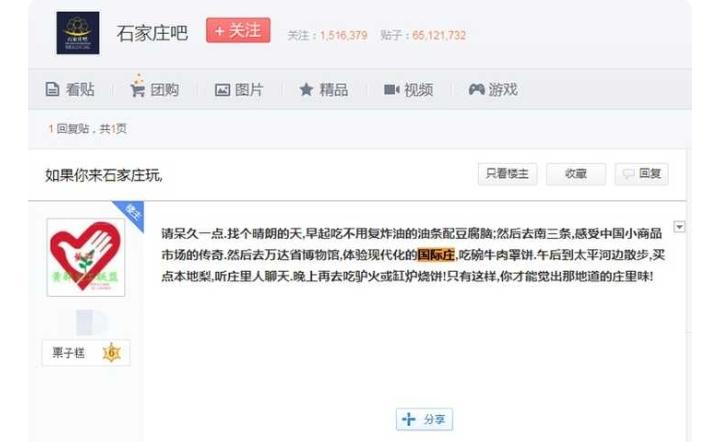 石家庄吧
石家庄吧 + 关注 关注：1,516,379 贴子：65,121,732
看贴 团购 图片 精品 视频 游戏
1 回复贴，共1页
如果你来石家庄玩, 只看楼主 收藏 回复
楼主
请呆久一点.找个晴朗的天,早起吃不用复炸油的油条配豆腐脑;然后去南三条,感受中国小商品
市场的传奇.然后去万达省博物馆,体验现代化的国际庄,吃碗牛肉罩饼.午后到太平河边散步,买
点本地梨,听庄里人聊天.晚上再去吃驴火或缸炉烧饼!只有这样,你才能觉出那地道的庄里味!
栗子糕 6
分享